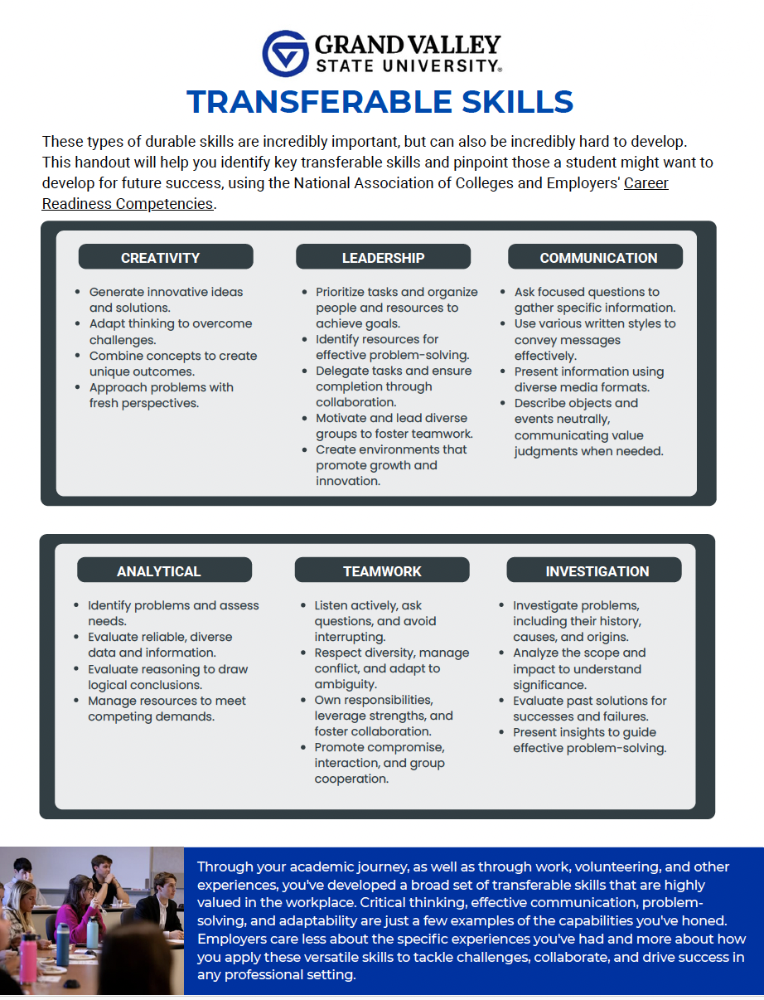 GRAND VALLEY
STATE UNIVERSITY®
TRANSFERABLE SKILLS
These types of durable skills are incredibly important, but can also be incredibly hard to develop.
This handout will help you identify key transferable skills and pinpoint those a student might want to
develop for future success, using the National Association of Colleges and Employers' Career
Readiness Competencies.
CREATIVITY
• Generate innovative ideas
and solutions.
• Adapt thinking to overcome
challenges.
• Combine concepts to create
unique outcomes.
• Approach problems with
fresh perspectives.
LEADERSHIP
• Prioritize tasks and organize
people and resources to
achieve goals.
• Identify resources for
effective problem-solving.
• Delegate tasks and ensure
completion through
collaboration.
• Motivate and lead diverse
groups to foster teamwork.
• Create environments that
promote growth and
innovation.
COMMUNICATION
• Ask focused questions to
gather specific information.
• Use various written styles to
convey messages
effectively.
• Present information using
diverse media formats.
• Describe objects and
events neutrally,
communicating value
judgments when needed.
ANALYTICAL
• Identify problems and assess
needs.
• Evaluate reliable, diverse
data and information.
• Evaluate reasoning to draw
logical conclusions.
• Manage resources to meet
competing demands.
TEAMWORK
• Listen actively, ask
questions, and avoid
interrupting.
• Respect diversity, manage
conflict, and adapt to
ambiguity.
• Own responsibilities,
leverage strengths, and
foster collaboration.
• Promote compromise,
interaction, and group
cooperation.
INVESTIGATION
• Investigate problems,
including their history,
causes, and origins.
• Analyze the scope and
impact to understand
significance.
• Evaluate past solutions for
successes and failures.
• Present insights to guide
effective problem-solving.
Through your academic journey, as well as through work, volunteering, and other
experiences, you've developed a broad set of transferable skills that are highly
valued in the workplace. Critical thinking, effective communication, problem-
solving, and adaptability are just a few examples of the capabilities you've honed.
Employers care less about the specific experiences you've had and more about how
you apply these versatile skills to tackle challenges, collaborate, and drive success in
any professional setting.